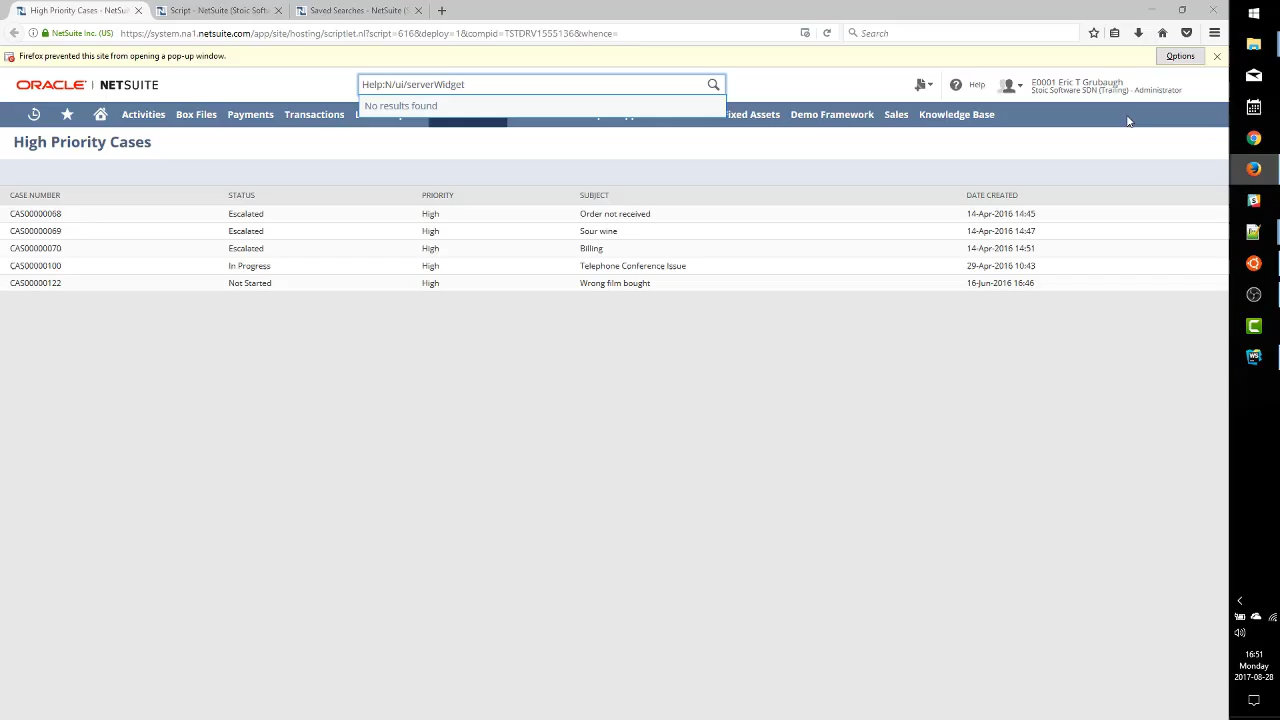 High Priority Cases - NetSui
Script - NetSuite (Stoic Soft
Saved Searches - NetSuite (S
NetSuite Inc. (US)
https://system.na1.netsuite.com/app/site/hosting/scriptlet.nl?script=616&deploy=1&compid=TSTDRV1555136&whence=
Search
Firefox prevented this site from opening a pop-up window.
Options
ORACLE NETSUITE
Help:N/ui/serverWidget
Help
E0001 Eric T Grubaugh
Stoic Software SDN (Trailing) - Administrator
No results found
Activities Box Files Payments Transactions Fixed Assets Demo Framework Sales Knowledge Base
High Priority Cases
CASE NUMBER STATUS PRIORITY SUBJECT DATE CREATED
CAS00000068 Escalated High Order not received 14-Apr-2016 14:45
CAS00000069 Escalated High Sour wine 14-Apr-2016 14:47
CAS00000070 Escalated High Billing 14-Apr-2016 14:51
CAS00000100 In Progress High Telephone Conference Issue 29-Apr-2016 10:43
CAS00000122 Not Started High Wrong film bought 16-Jun-2016 16:46
16:51
Monday
2017-08-28